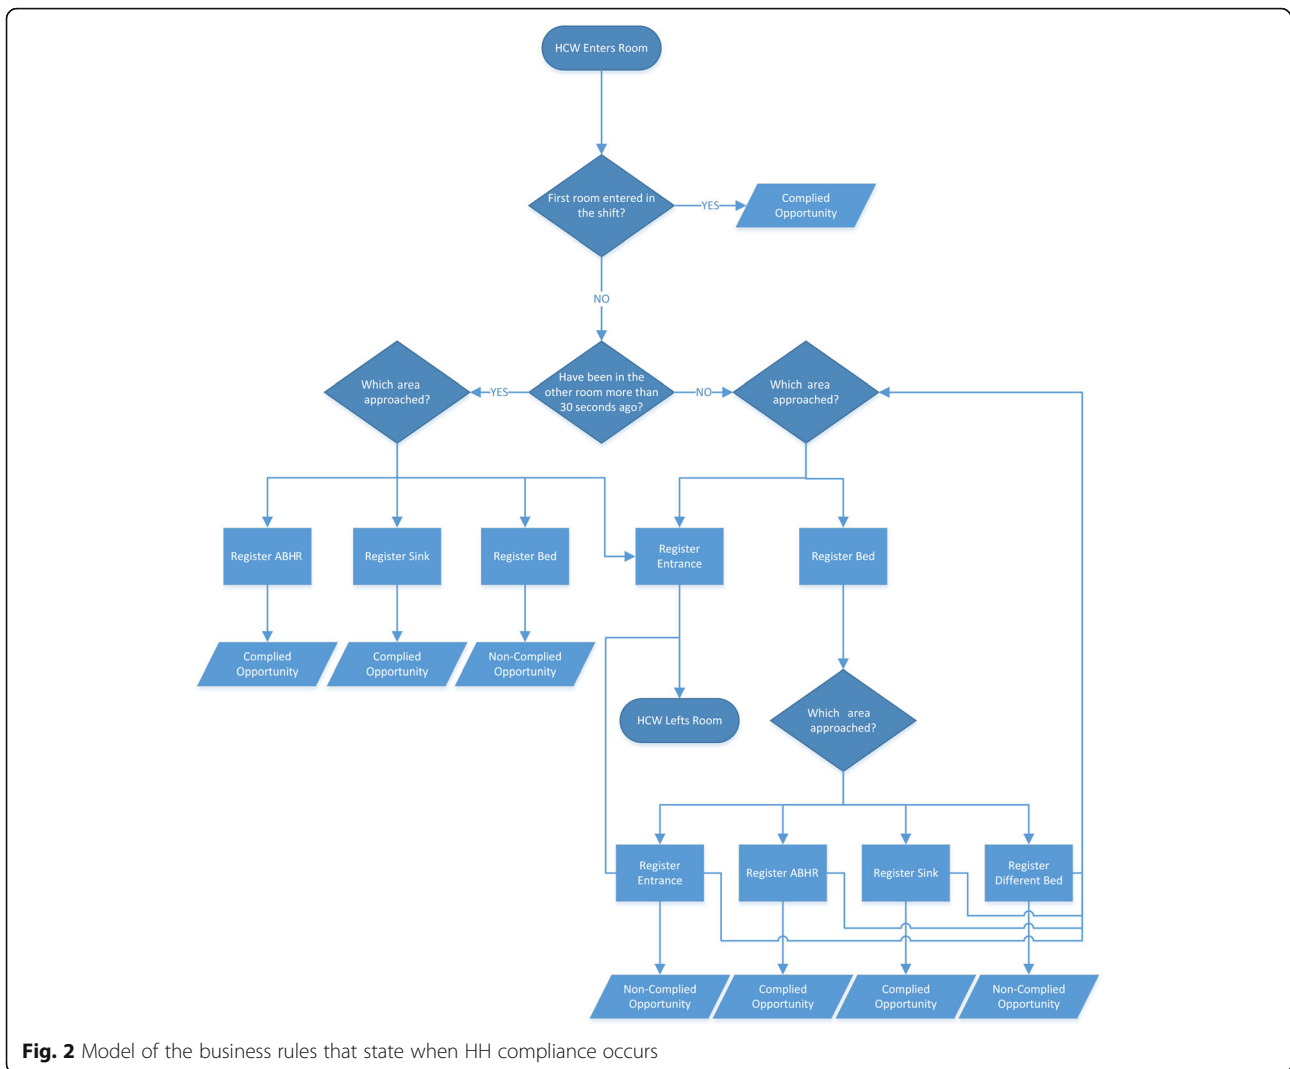 HCW Enters Room
First room entered in
the shift?
YES
Complied
Opportunity
NO
Which area
approached?
YES
Have been in the
other room more than
30 seconds ago?
NO
Which area
approached?
Register ABHR
Register Sink
Register Bed
Register
Entrance
Register Bed
Complied
Opportunity
Complied
Opportunity
Non-Complied
Opportunity
HCW Lefts Room
Which area
approached?
Register
Entrance
Register ABHR
Register Sink
Register
Different Bed
Non-Complied
Opportunity
Complied
Opportunity
Complied
Opportunity
Non-Complied
Opportunity
Fig. 2 Model of the business rules that state when HH compliance occurs